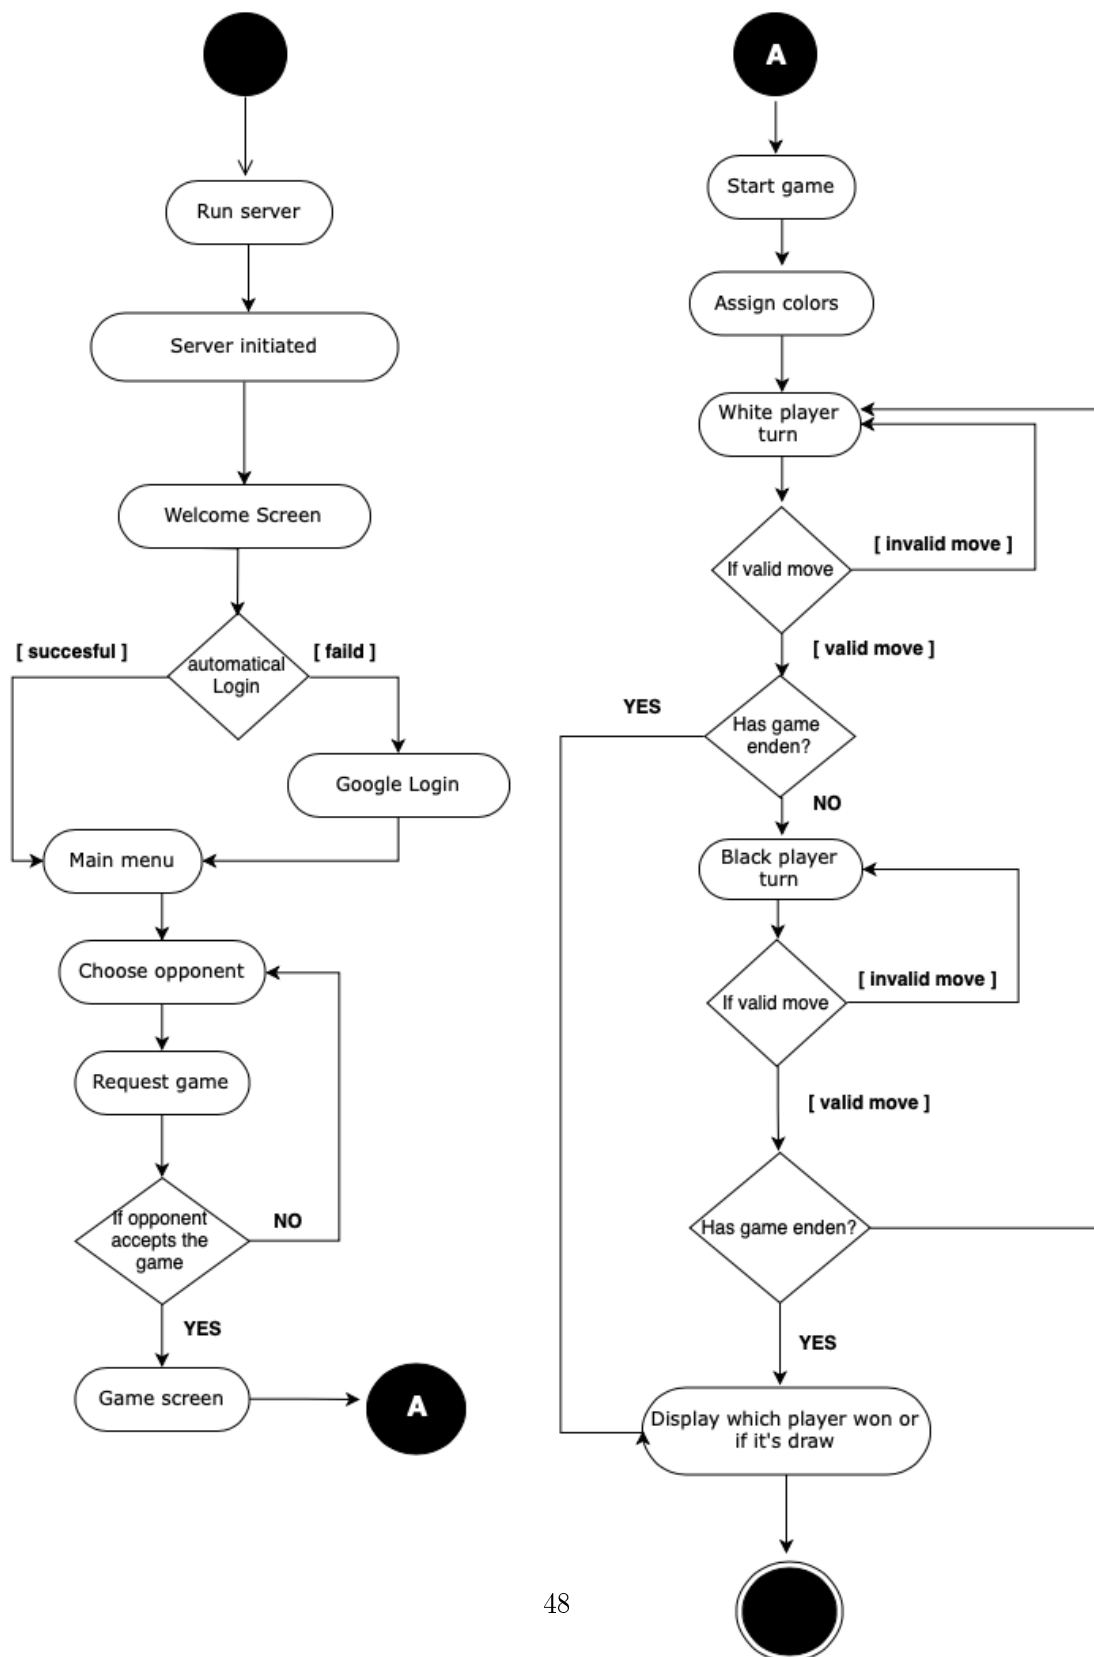 Run server
Server initiated
Welcome Screen
[ succesful ]
automatical
Login
[ faild ]
Google Login
Main menu
Choose opponent
Request game
If opponent
accepts the
game
NO
YES
Game screen
A
A
Start game
Assign colors
White player
turn
If valid move
[ invalid move ]
[ valid move ]
Has game
enden?
YES
NO
Black player
turn
If valid move
[ invalid move ]
[ valid move ]
Has game enden?
YES
Display which player won or
if it's draw
48